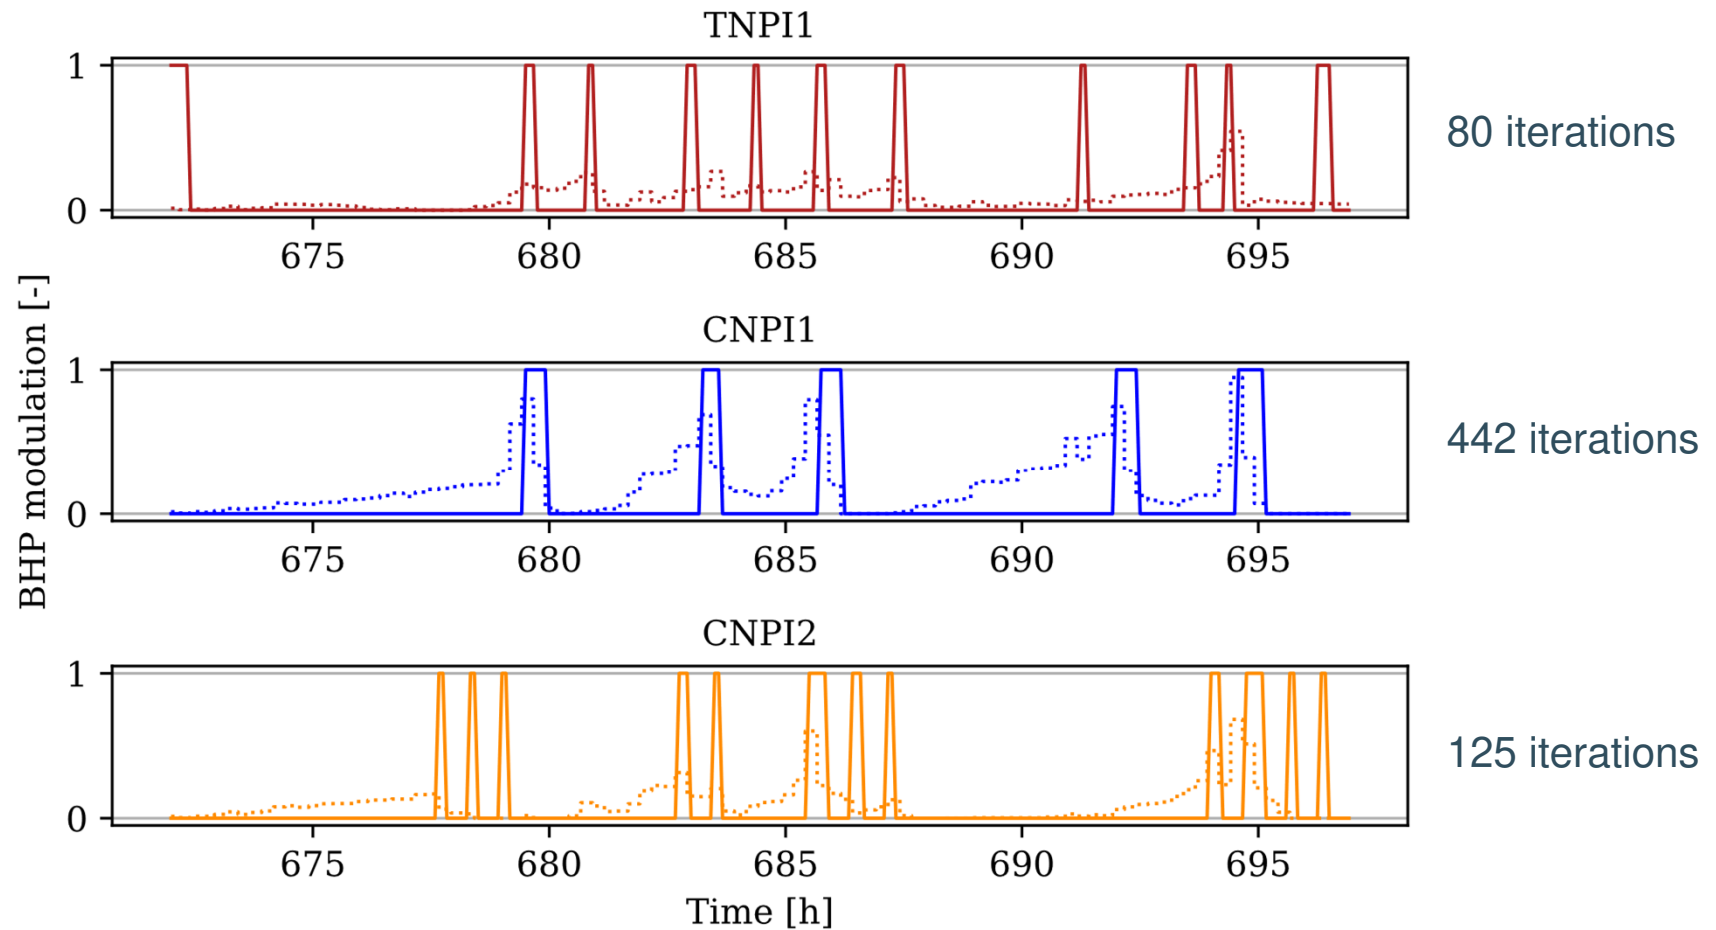 TNPI1
1
0
675 680 685 690 695
80 iterations
CNPI1
1
0
675 680 685 690 695
442 iterations
BHP modulation [-]
CNPI2
1
0
675 680 685 690 695
125 iterations
Time [h]